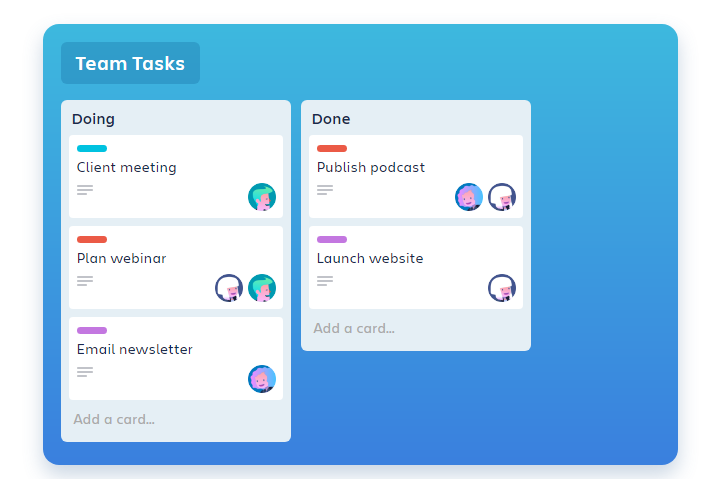 Team Tasks
Doing
Client meeting
Plan webinar
Email newsletter
Add a card...
Done
Publish podcast
Launch website
Add a card...